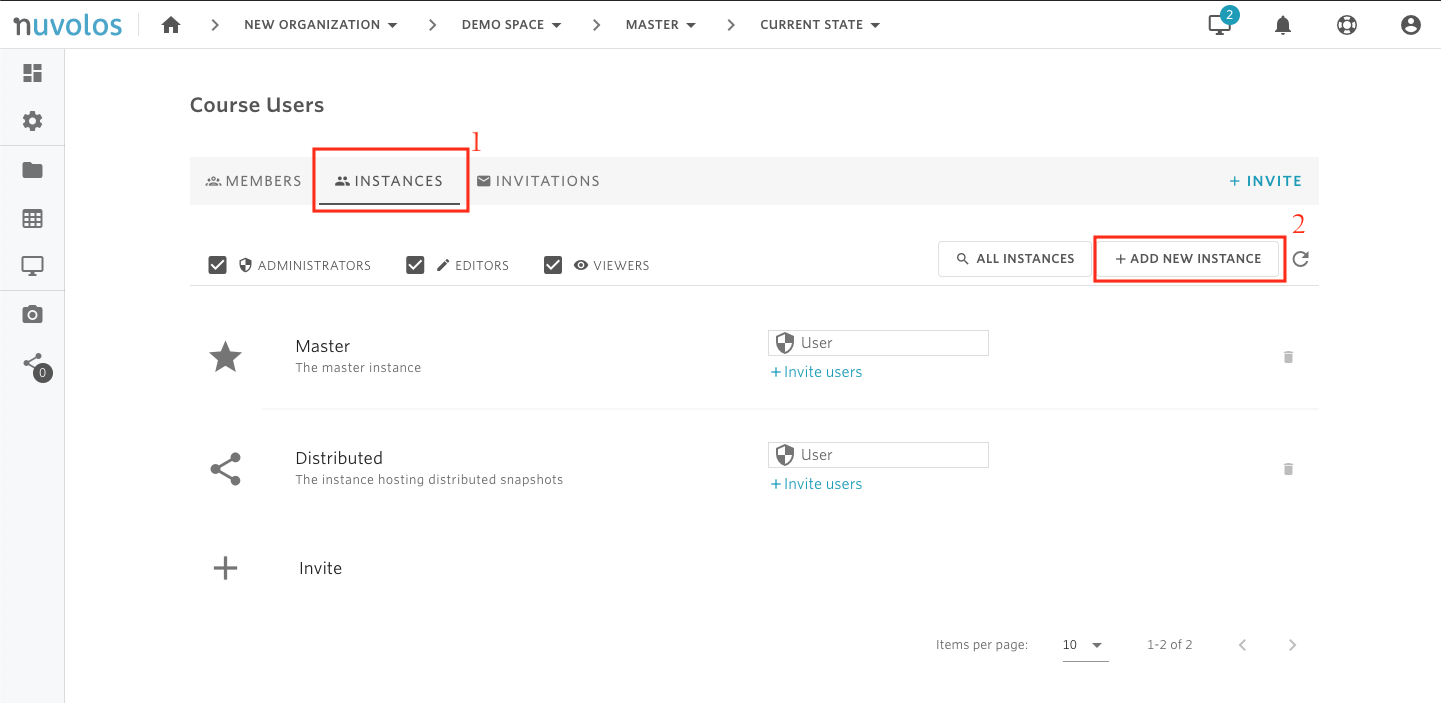 nuvolos NEW ORGANIZATION DEMO SPACE MASTER CURRENT STATE 2
Course Users
1
MEMBERS INSTANCES INVITATIONS + INVITE
2
ADMINISTRATORS EDITORS VIEWERS ALL INSTANCES + ADD NEW INSTANCE
Master User
The master instance + Invite users
0
Distributed User
The instance hosting distributed snapshots + Invite users
Invite
Items per page: 10 1-2 of 2